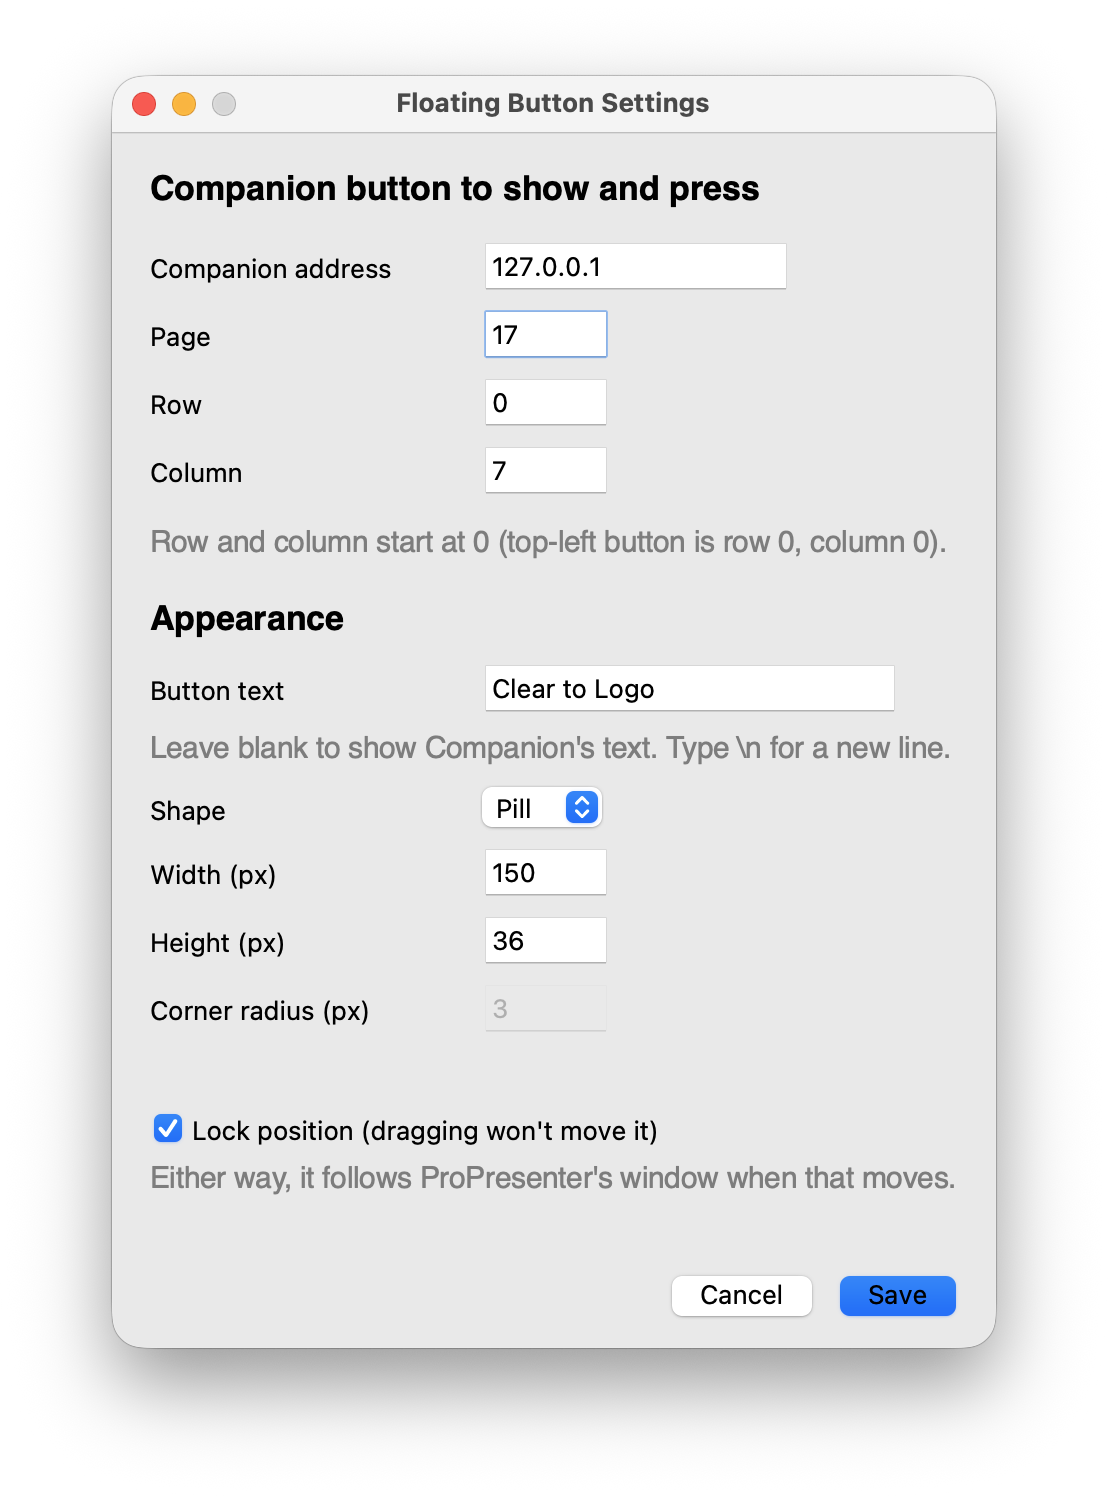 Floating Button Settings
Companion button to show and press
Companion address 127.0.0.1
Page 17
Row 0
Column 7
Row and column start at 0 (top-left button is row 0, column 0).
Appearance
Button text Clear to Logo
Leave blank to show Companion's text. Type \n for a new line.
Shape Pill
Width (px) 150
Height (px) 36
Corner radius (px) 3
Lock position (dragging won't move it)
Either way, it follows ProPresenter's window when that moves.
Cancel Save